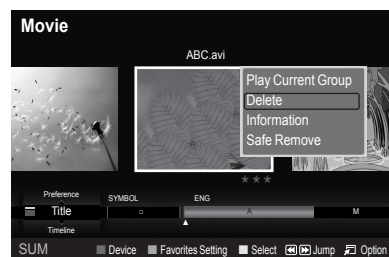 Movie
ABC.avi
Play Current Group
Delete
Information
Safe Remove
Preference
Title
Timeline
SYMBOL
ENG
A
M
SUM
Device
Favorites Setting
Select
Jump
Option